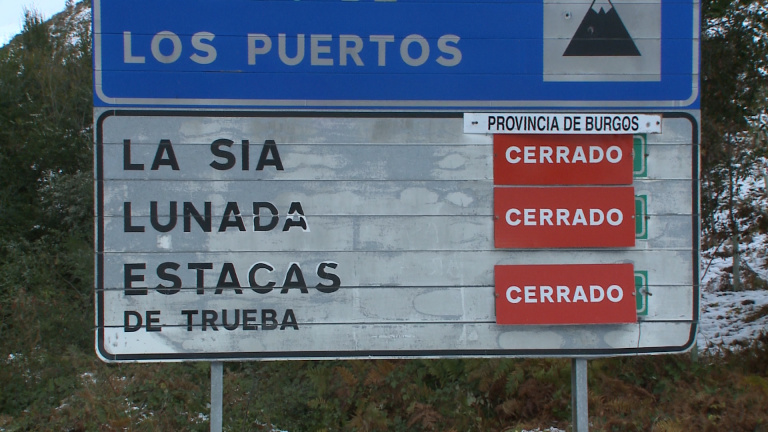 LOS PUERTOS
PROVINCIA DE BURGOS
LA SIA CERRADO
LUNADA CERRADO
ESTACAS CERRADO
DE TRUEBA